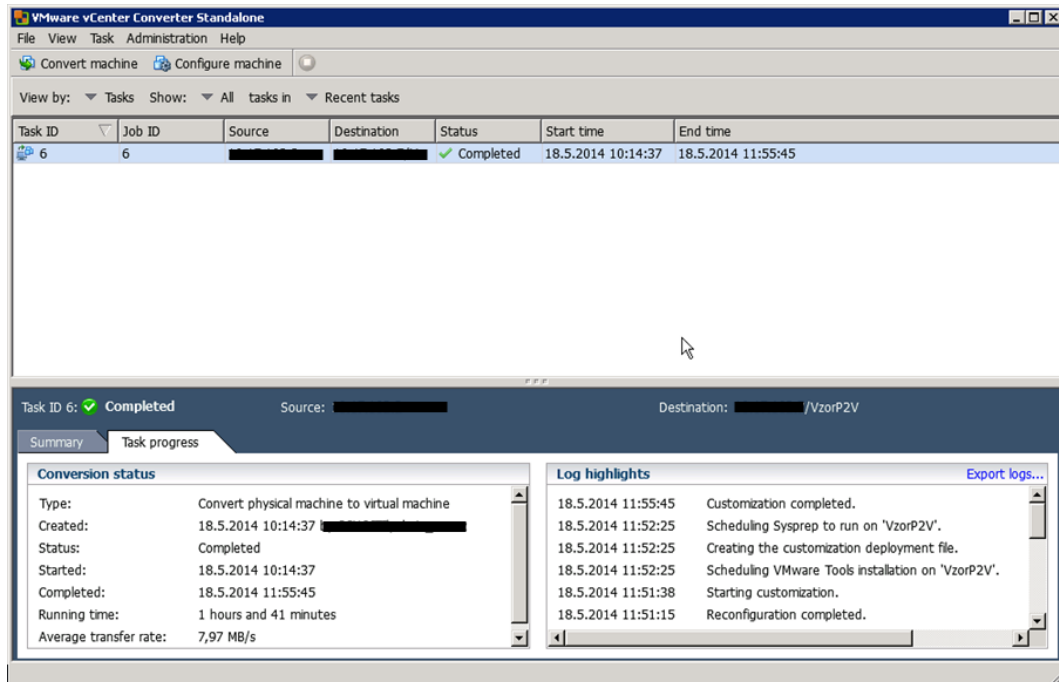 VMware vCenter Converter Standalone
File View Task Administration Help
Convert machine Configure machine
View by: Tasks Show: All tasks in Recent tasks
Task ID Job ID Source Destination Status Start time End time
6 6 Completed 18.5.2014 10:14:37 18.5.2014 11:55:45
Task ID 6: Completed Source: Destination: /VzorP2V
Summary Task progress
Conversion status
Type: Convert physical machine to virtual machine
Created: 18.5.2014 10:14:37
Status: Completed
Started: 18.5.2014 10:14:37
Completed: 18.5.2014 11:55:45
Running time: 1 hours and 41 minutes
Average transfer rate: 7,97 MB/s
Log highlights Export logs...
18.5.2014 11:55:45 Customization completed.
18.5.2014 11:52:25 Scheduling Sysprep to run on 'VzorP2V'.
18.5.2014 11:52:25 Creating the customization deployment file.
18.5.2014 11:52:25 Scheduling VMware Tools installation on 'VzorP2V'.
18.5.2014 11:51:38 Starting customization.
18.5.2014 11:51:15 Reconfiguration completed.